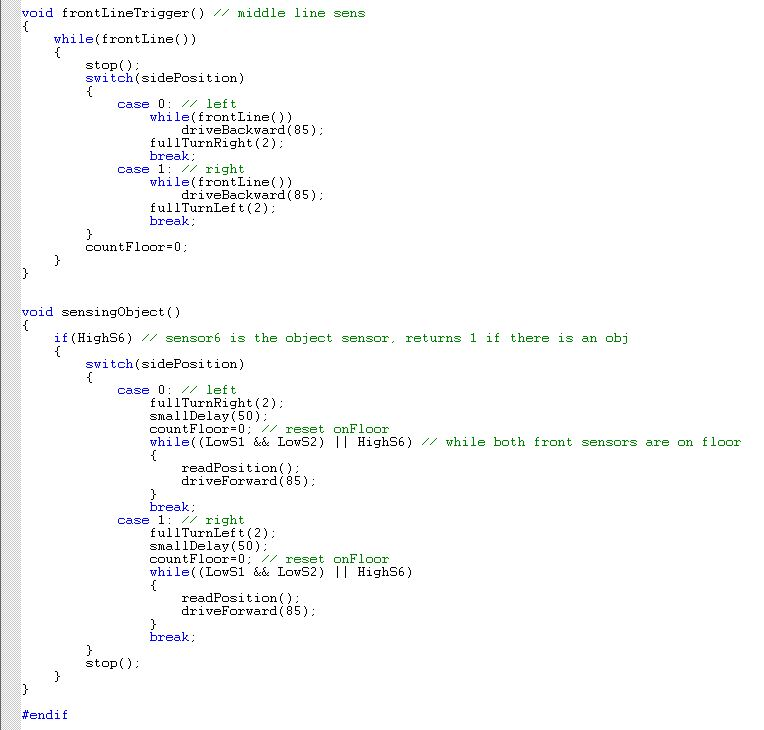 void frontLineTrigger() // middle line sens
{
    while(frontLine())
    {
        stop();
        switch(sidePosition)
        {
            case 0: // left
                while(frontLine())
                    driveBackward(85);
                fullTurnRight(2);
                break;
            case 1: // right
                while(frontLine())
                    driveBackward(85);
                fullTurnLeft(2);
                break;
        }
        countFloor=0;
    }
}

void sensingObject()
{
    if(HighS6) // sensor6 is the object sensor, returns 1 if there is an obj
    {
        switch(sidePosition)
        {
            case 0: // left
                fullTurnRight(2);
                smallDelay(50);
                countFloor=0; // reset onFloor
                while((LowS1 && LowS2) || HighS6) // while both front sensors are on floor
                {
                    readPosition();
                    driveForward(85);
                }
                break;
            case 1: // right
                fullTurnLeft(2);
                smallDelay(50);
                countFloor=0; // reset onFloor
                while((LowS1 && LowS2) || HighS6)
                {
                    readPosition();
                    driveForward(85);
                }
                break;
        }
        stop();
    }
}

#endif